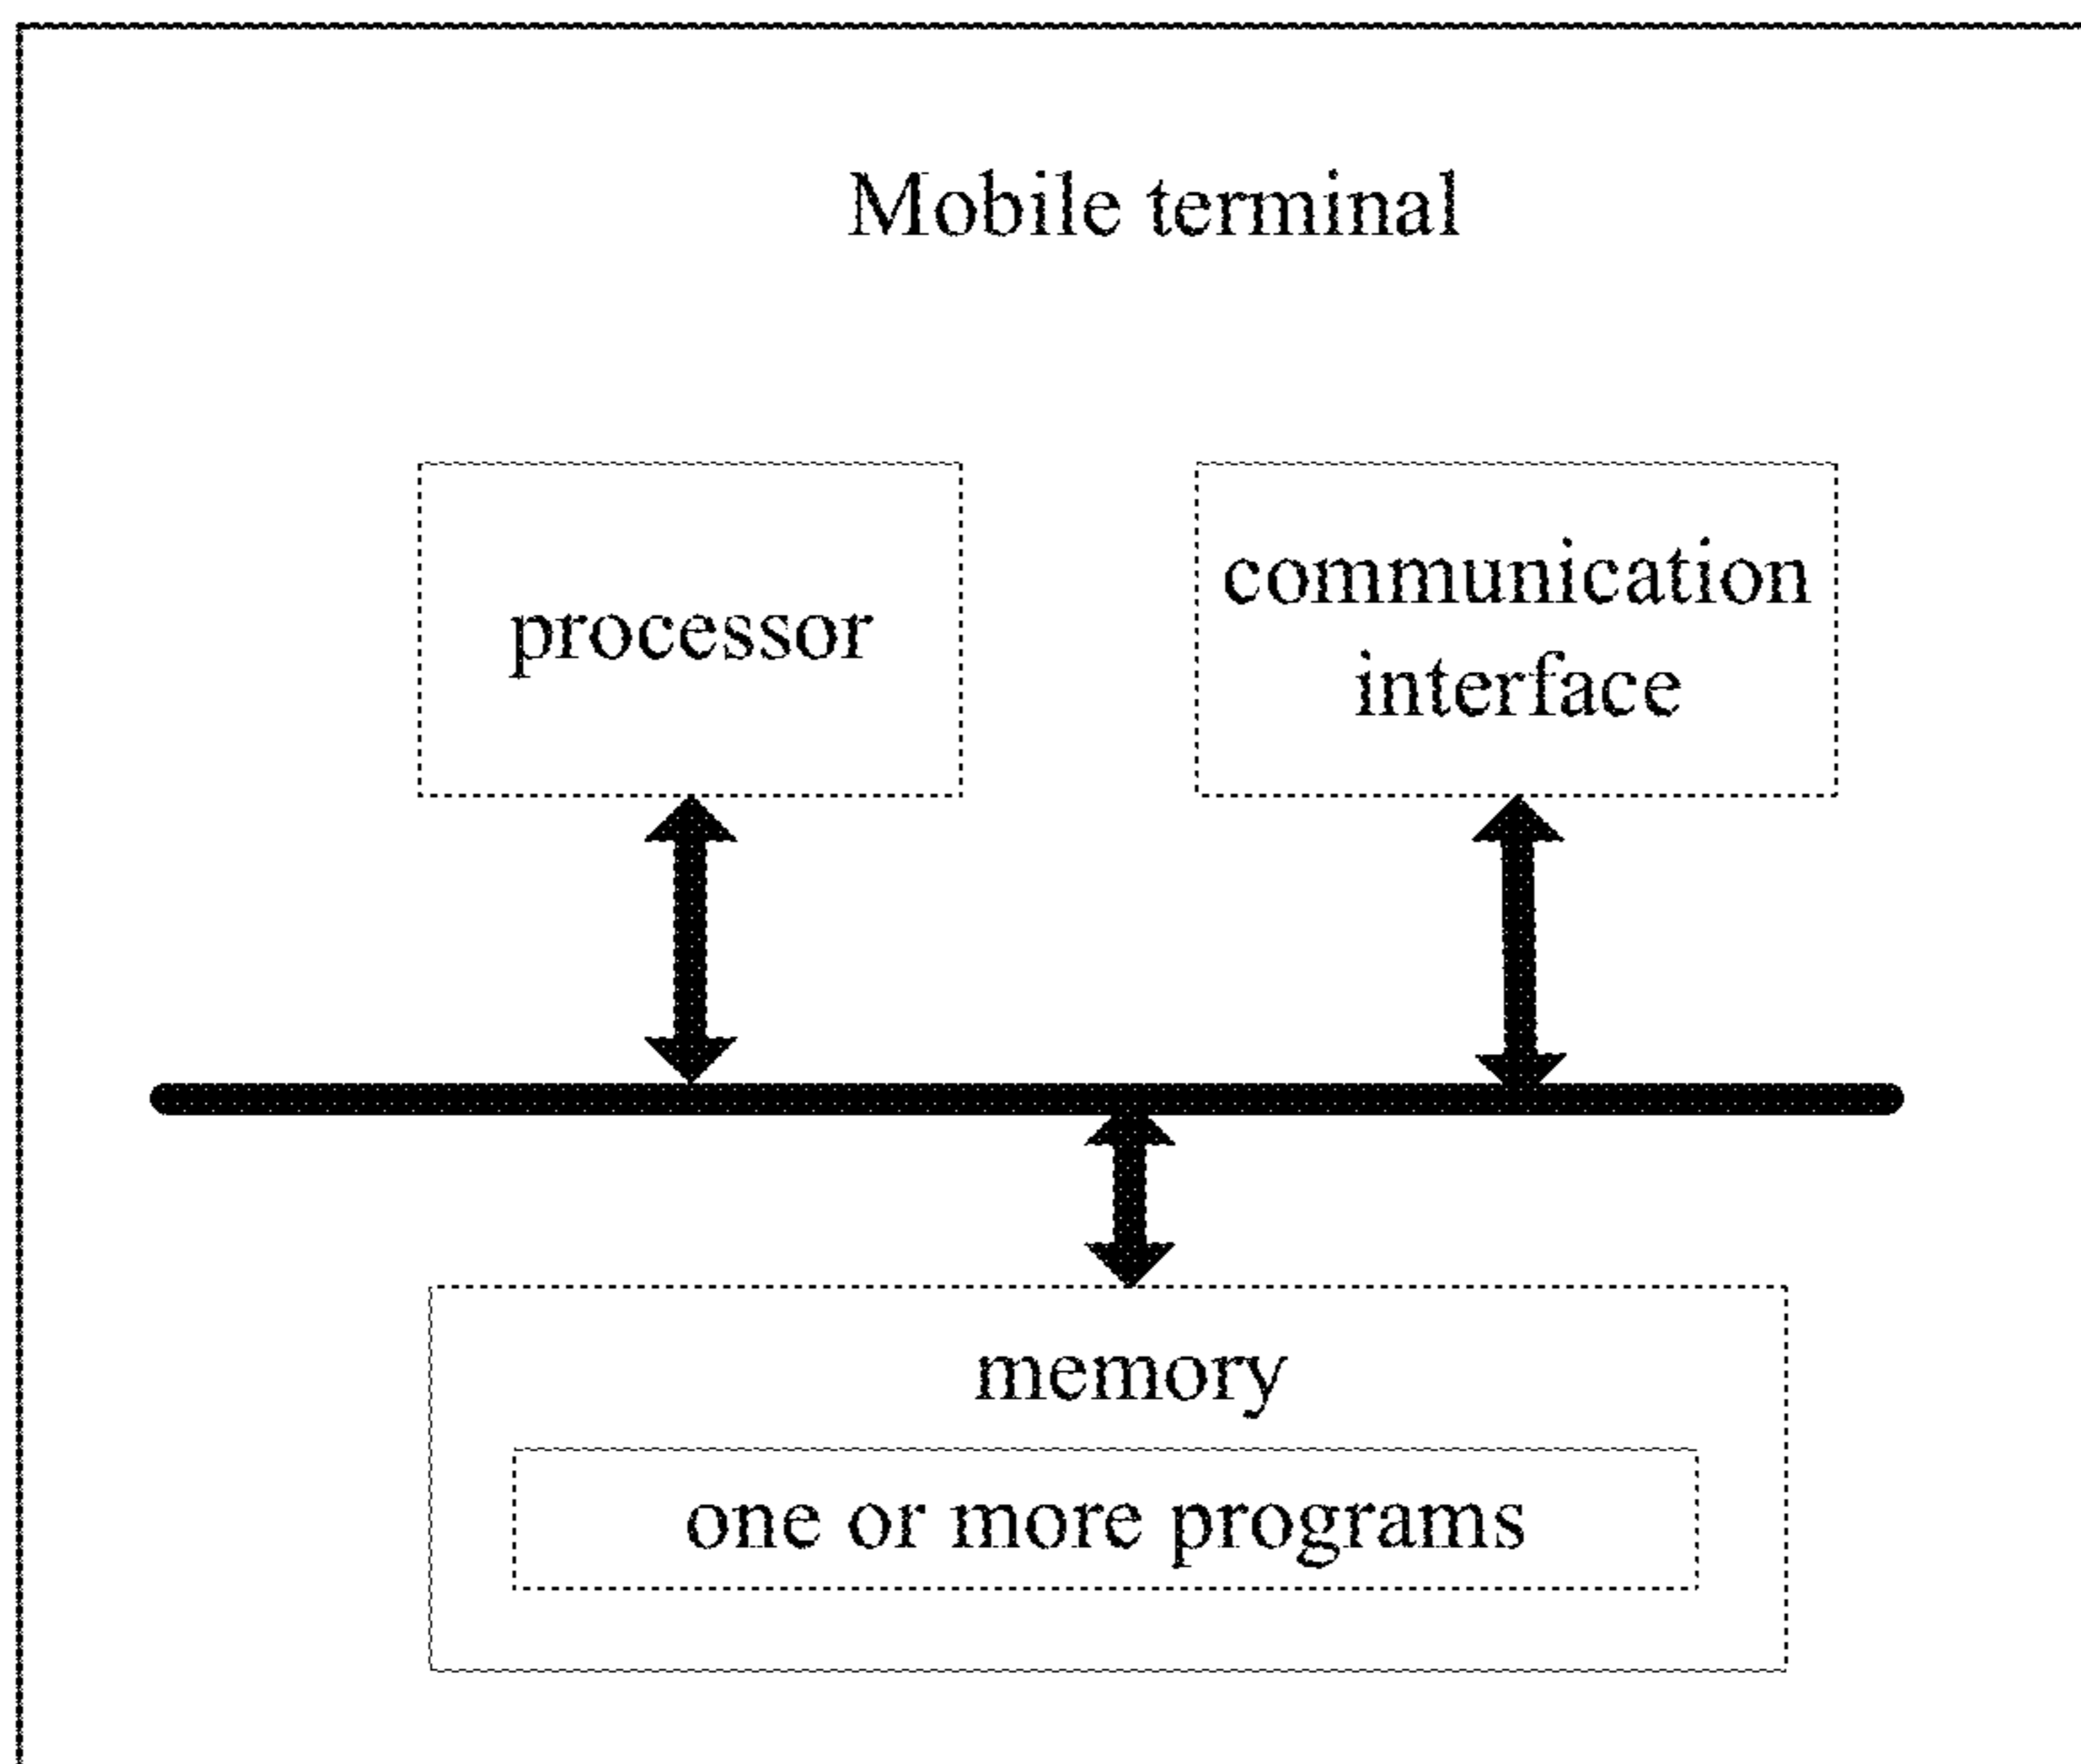 Mobile terminal
processor
communication
interface
memory
one or more programs